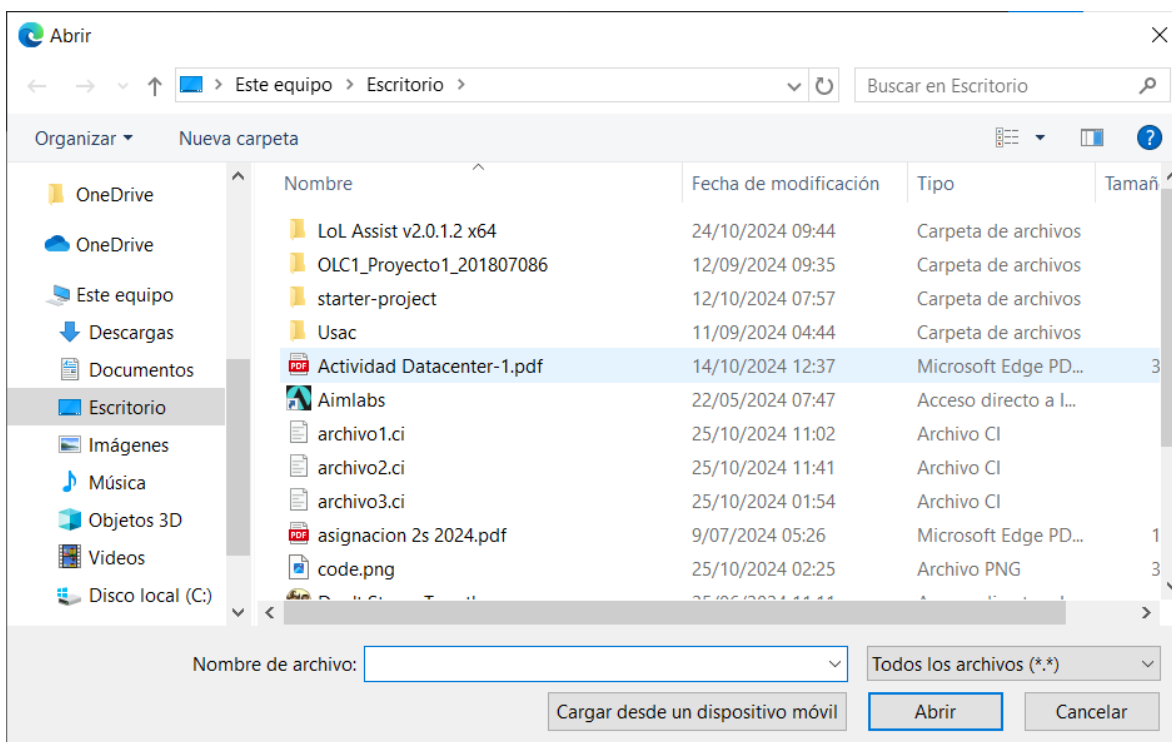 Abrir
Este equipo > Escritorio >
Buscar en Escritorio
Organizar
Nueva carpeta
?
OneDrive
OneDrive
Este equipo
Descargas
Documentos
Escritorio
Imágenes
Música
Objetos 3D
Videos
Disco local (C:)
Nombre Fecha de modificación Tipo Tamañ
LoL Assist v2.0.1.2 x64 24/10/2024 09:44 Carpeta de archivos
OLC1_Proyecto1_201807086 12/09/2024 09:35 Carpeta de archivos
starter-project 12/10/2024 07:57 Carpeta de archivos
Usac 11/09/2024 04:44 Carpeta de archivos
PDF Actividad Datacenter-1.pdf 14/10/2024 12:37 Microsoft Edge PD... 3
Aimlabs 22/05/2024 07:47 Acceso directo a I...
archivo1.ci 25/10/2024 11:02 Archivo CI
archivo2.ci 25/10/2024 11:41 Archivo CI
archivo3.ci 25/10/2024 01:54 Archivo CI
PDF asignacion 2s 2024.pdf 9/07/2024 05:26 Microsoft Edge PD... 1
code.png 25/10/2024 02:25 Archivo PNG 3
Nombre de archivo:
Todos los archivos (*.*)
Cargar desde un dispositivo móvil
Abrir
Cancelar